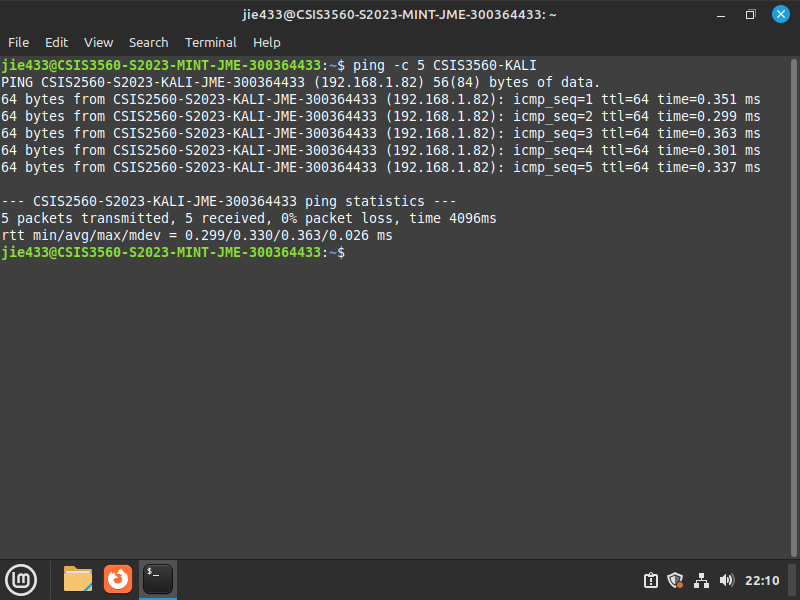 jie433@CSIS3560-S2023-MINT-JME-300364433: ~
File Edit View Search Terminal Help
jie433@CSIS3560-S2023-MINT-JME-300364433:~$ ping -c 5 CSIS3560-KALI
PING CSIS2560-S2023-KALI-JME-300364433 (192.168.1.82) 56(84) bytes of data.
64 bytes from CSIS2560-S2023-KALI-JME-300364433 (192.168.1.82): icmp_seq=1 ttl=64 time=0.351 ms
64 bytes from CSIS2560-S2023-KALI-JME-300364433 (192.168.1.82): icmp_seq=2 ttl=64 time=0.299 ms
64 bytes from CSIS2560-S2023-KALI-JME-300364433 (192.168.1.82): icmp_seq=3 ttl=64 time=0.363 ms
64 bytes from CSIS2560-S2023-KALI-JME-300364433 (192.168.1.82): icmp_seq=4 ttl=64 time=0.301 ms
64 bytes from CSIS2560-S2023-KALI-JME-300364433 (192.168.1.82): icmp_seq=5 ttl=64 time=0.337 ms
--- CSIS2560-S2023-KALI-JME-300364433 ping statistics ---
5 packets transmitted, 5 received, 0% packet loss, time 4096ms
rtt min/avg/max/mdev = 0.299/0.330/0.363/0.026 ms
jie433@CSIS3560-S2023-MINT-JME-300364433:~$
$_
22:10